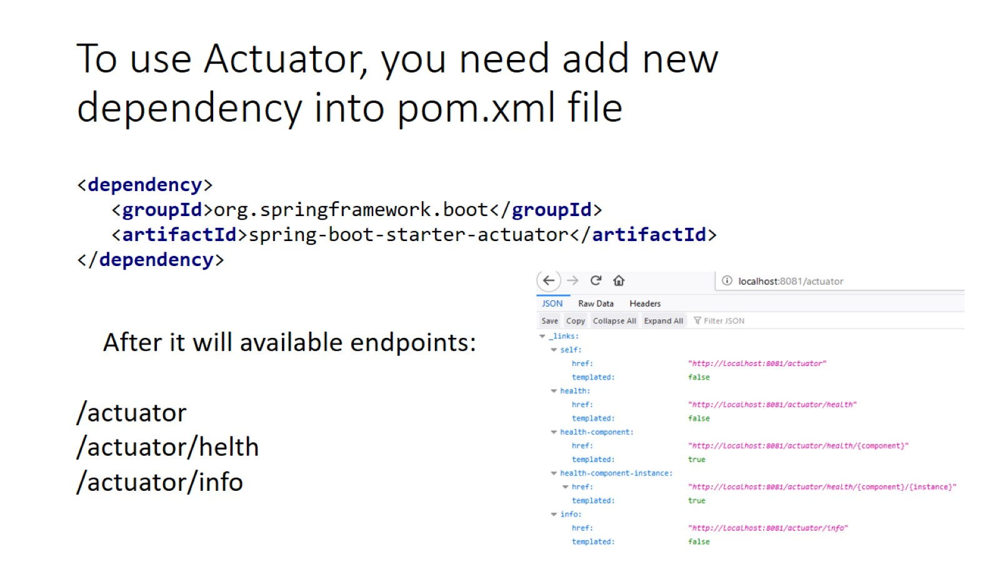 To use Actuator, you need add new
dependency into pom.xml file
<dependency>
<groupId>org.springframework.boot</groupId>
<artifactId>spring-boot-starter-actuator</artifactId>
</dependency>
After it will available endpoints:
/actuator
/actuator/helth
/actuator/info
localhost:8081/actuator
JSON Raw Data Headers
Save Copy Collapse All Expand All Filter JSON
_links:
self:
href: "http://localhost:8081/actuator"
templated: false
health:
href: "http://localhost:8081/actuator/health"
templated: false
health-component:
href: "http://localhost:8081/actuator/health/{component}"
templated: true
health-component-instance:
href: "http://localhost:8081/actuator/health/{component}/{instance}"
templated: true
info:
href: "http://localhost:8081/actuator/info"
templated: false